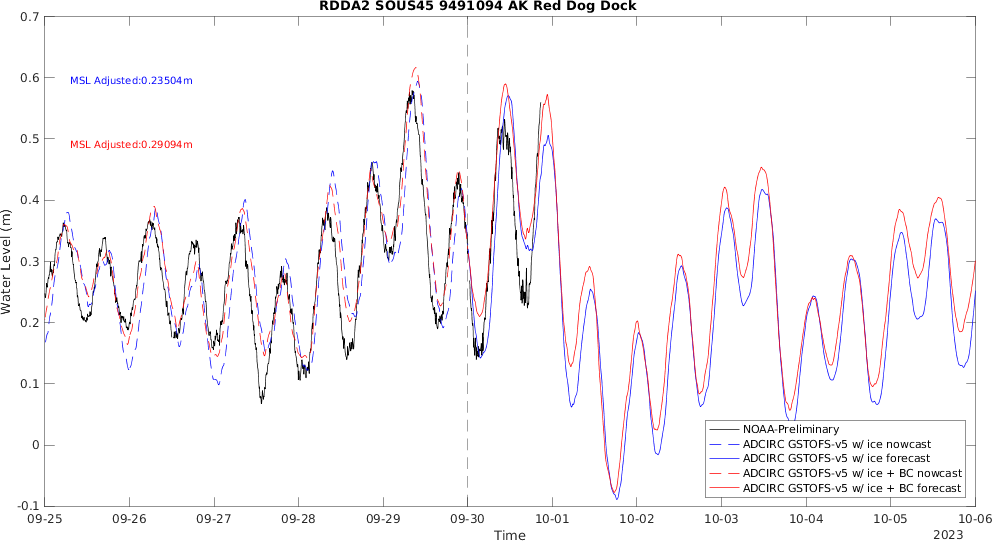 RDDA2 SOUS45 9491094 AK Red Dog Dock
0.7
0.6
0.5
0.4
0.3
0.2
0.1
0
-0.1
Water Level (m)
MSL Adjusted:0.23504m
MSL Adjusted:0.29094m
NOAA-Preliminary
ADCIRC GSTOFS-v5 w/ ice nowcast
ADCIRC GSTOFS-v5 w/ ice forecast
ADCIRC GSTOFS-v5 w/ ice + BC nowcast
ADCIRC GSTOFS-v5 w/ ice + BC forecast
09-25 09-26 09-27 09-28 09-29 09-30 10-01 10-02 10-03 10-04 10-05 10-06
Time
2023